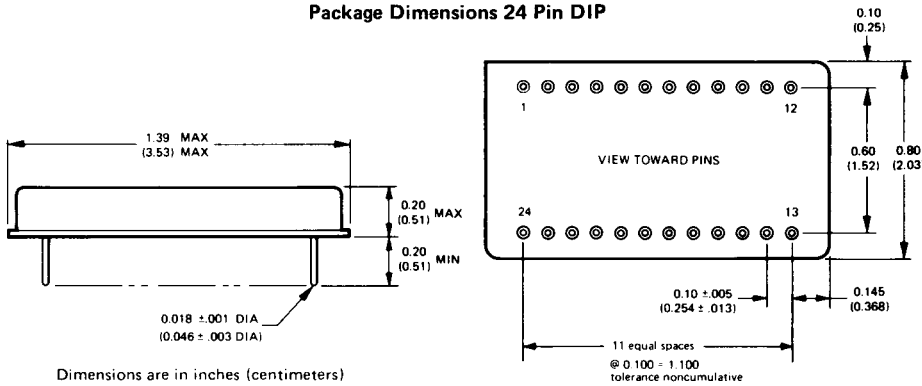 Package Dimensions 24 Pin DIP
1.39 MAX
(3.53) MAX
0.20
(0.51) MAX
0.20
(0.51) MIN
0.018 ±.001 DIA
(0.046 ± .003 DIA)
Dimensions are in inches (centimeters)
0.10
(0.25)
1
12
VIEW TOWARD PINS
0.60
(1.52)
0.80
(2.03
24
13
0.10 ±.005
(0.254 ± .013)
0.145
(0.368)
11 equal spaces
@ 0.100 = 1.100
tolerance noncumulative